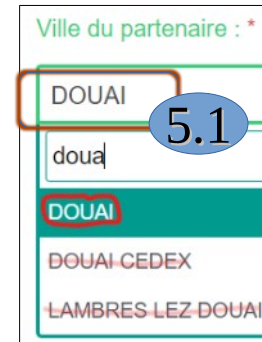 Ville du partenaire : *
DOUAI
5.1
doua
DOUAI
DOUAI CEDEX
LAMBRES LEZ DOUAI